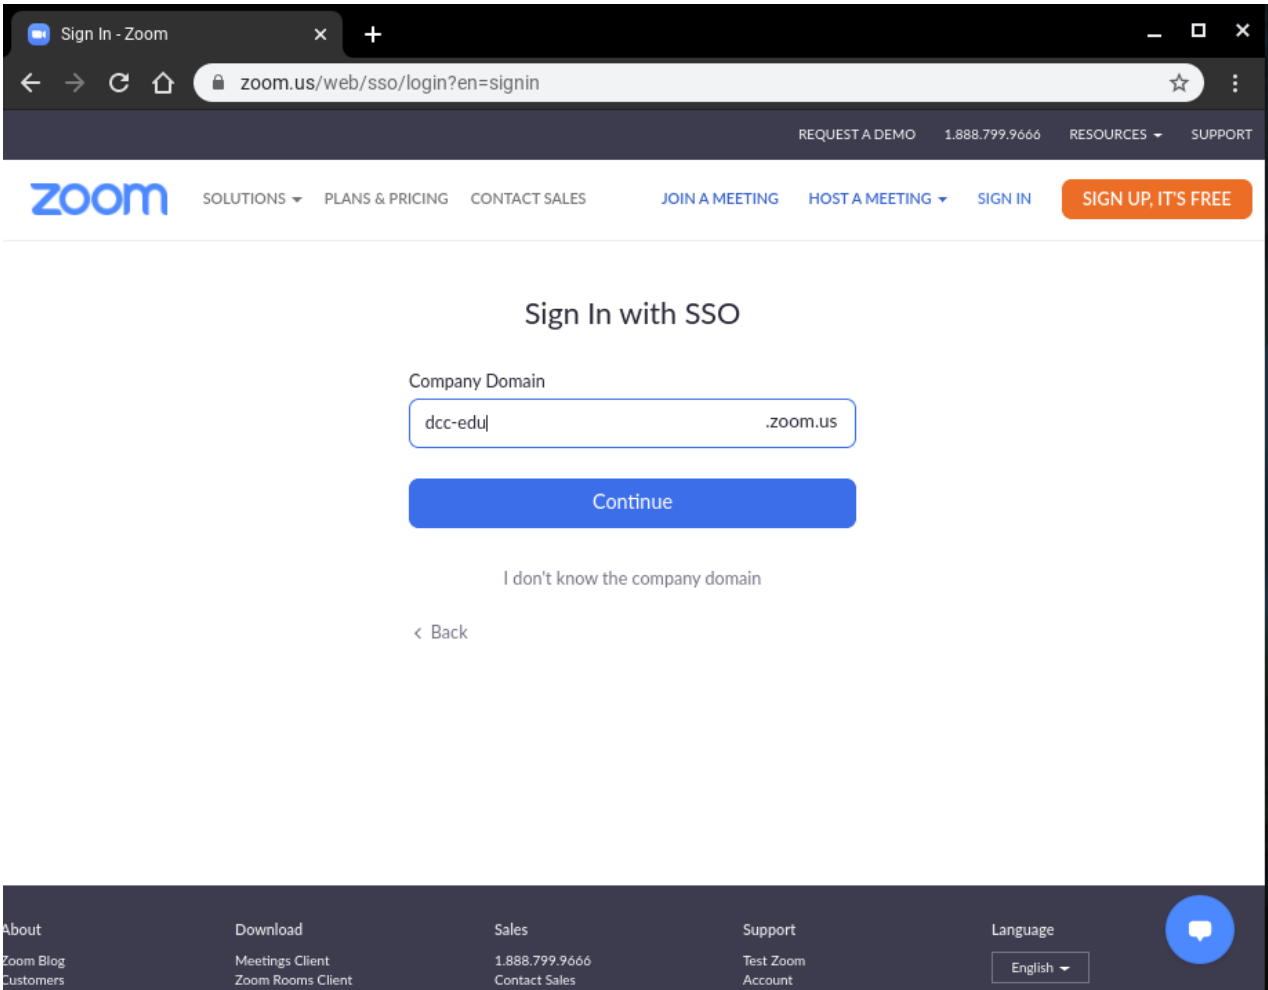 Sign In - Zoom
zoom.us/web/sso/login?en=signin
REQUEST A DEMO 1.888.799.9666 RESOURCES SUPPORT
zoom SOLUTIONS PLANS & PRICING CONTACT SALES JOIN A MEETING HOST A MEETING SIGN IN SIGN UP, IT'S FREE
Sign In with SSO
Company Domain
dcc-edu .zoom.us
Continue
I don't know the company domain
< Back
About Download Sales Support Language
Zoom Blog Meetings Client 1.888.799.9666 Test Zoom English
Customers Zoom Rooms Client Contact Sales Account